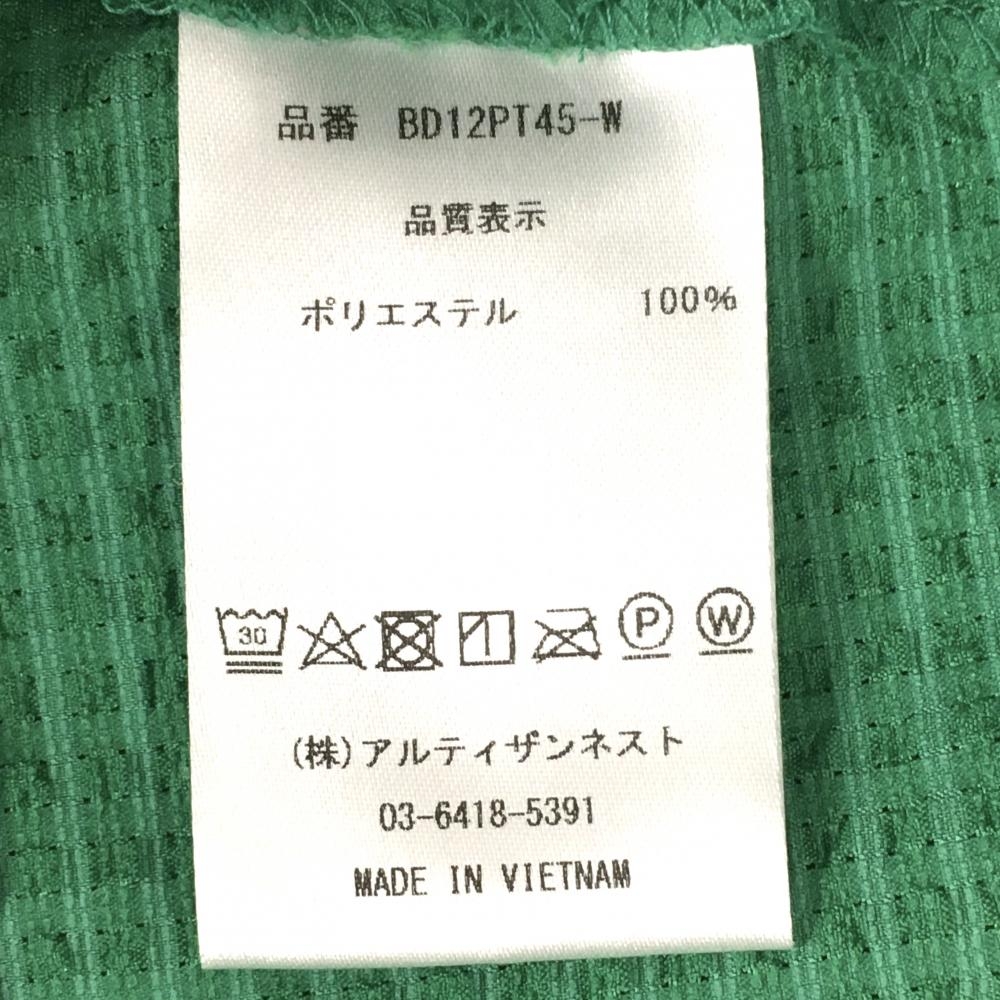 品番 BD12PT45-W
品質表示
ポリエステル 100%
30 P W
(株)アルティザンネスト
03-6418-5391
MADE IN VIETNAM